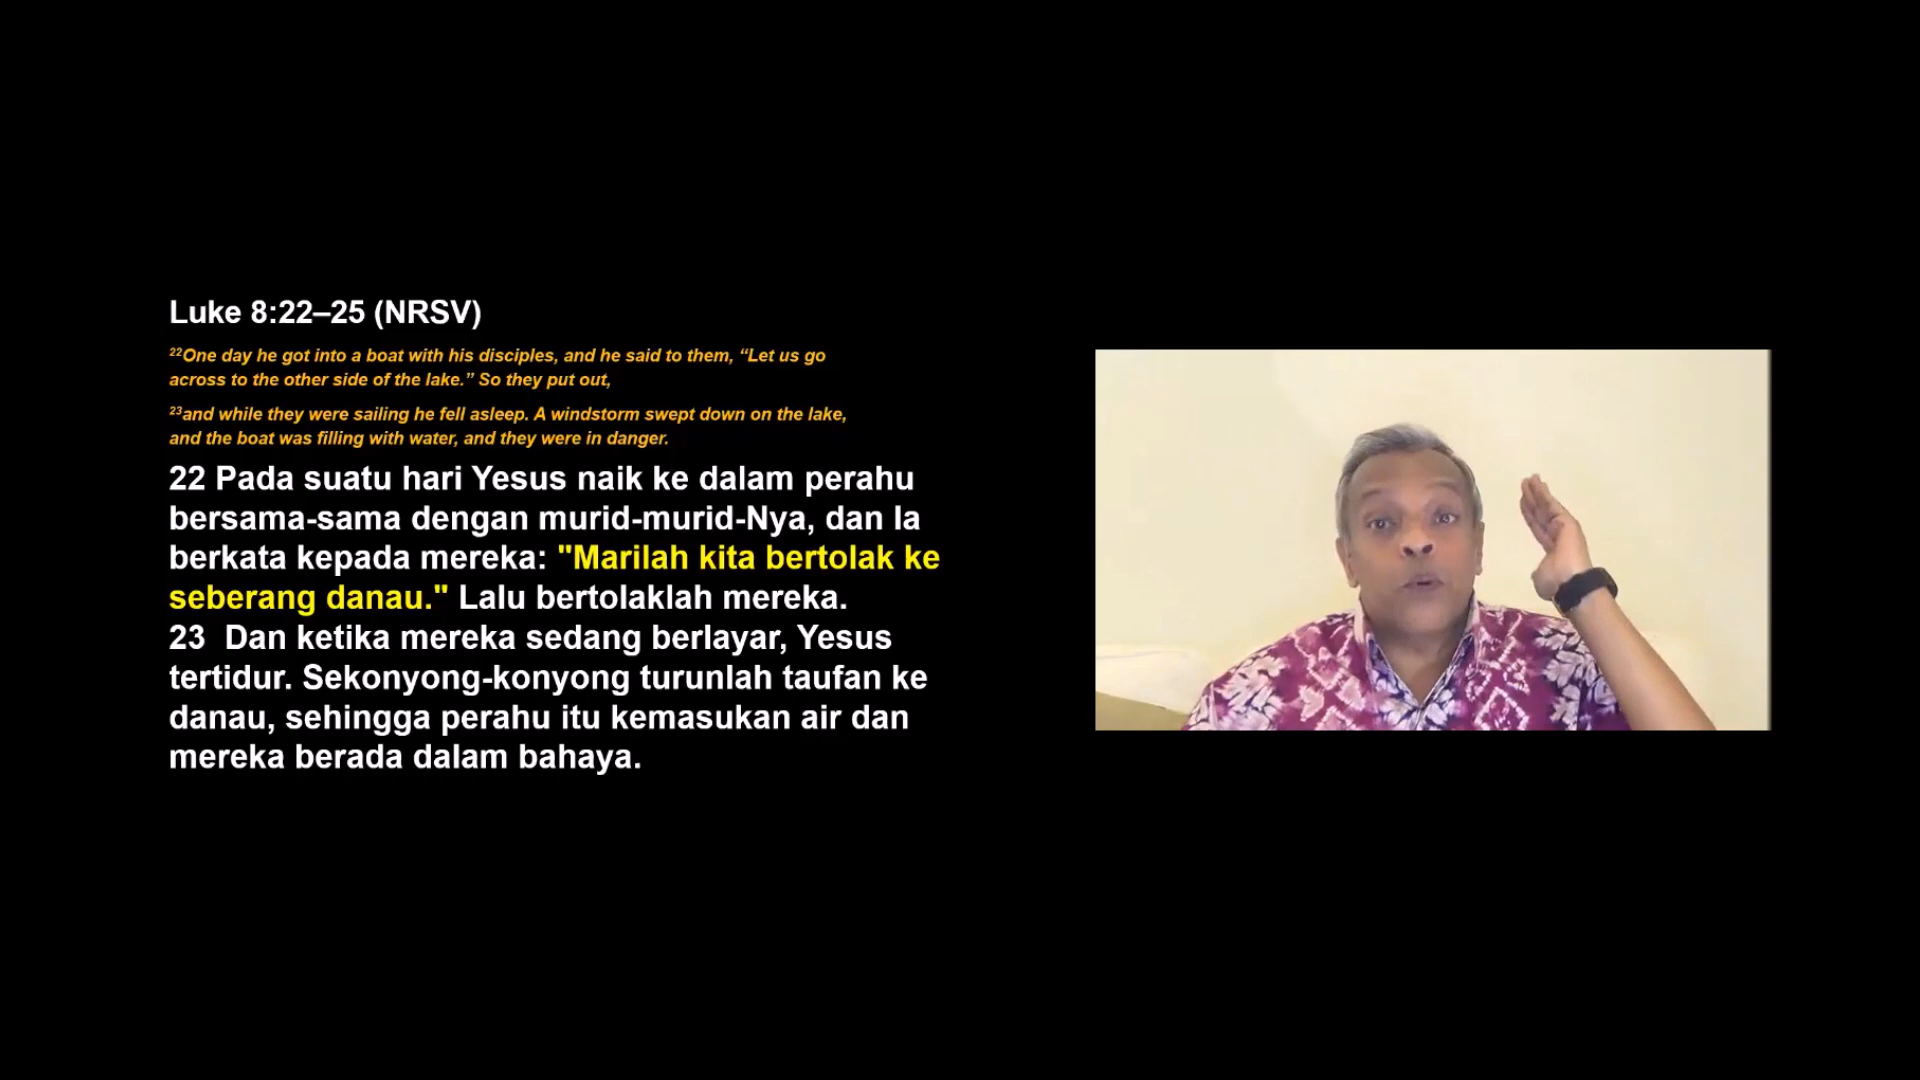 Luke 8:22–25 (NRSV)
²²One day he got into a boat with his disciples, and he said to them, “Let us go
across to the other side of the lake.” So they put out,
²³and while they were sailing he fell asleep. A windstorm swept down on the lake,
and the boat was filling with water, and they were in danger.
22 Pada suatu hari Yesus naik ke dalam perahu
bersama-sama dengan murid-murid-Nya, dan Ia
berkata kepada mereka: "Marilah kita bertolak ke
seberang danau." Lalu bertolaklah mereka.
23  Dan ketika mereka sedang berlayar, Yesus
tertidur. Sekonyong-konyong turunlah taufan ke
danau, sehingga perahu itu kemasukan air dan
mereka berada dalam bahaya.